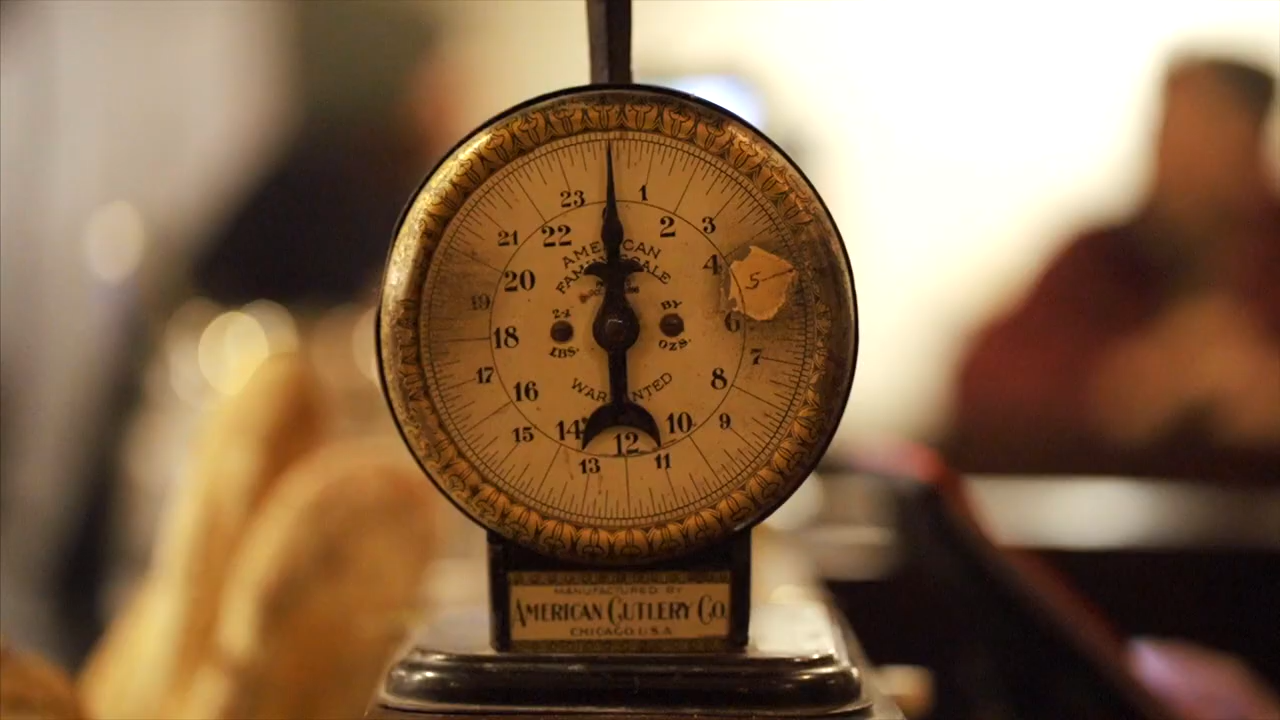 23 1
22 2
21 3
20 4
5
19
18 6
17 7
16 8
15 9
14 10
13 12 11
AMERICAN
FAMILY SCALE
24 BY
LBS. OZS.
WARRANTED
MANUFACTURED BY
AMERICAN CUTLERY CO.
CHICAGO. U.S.A